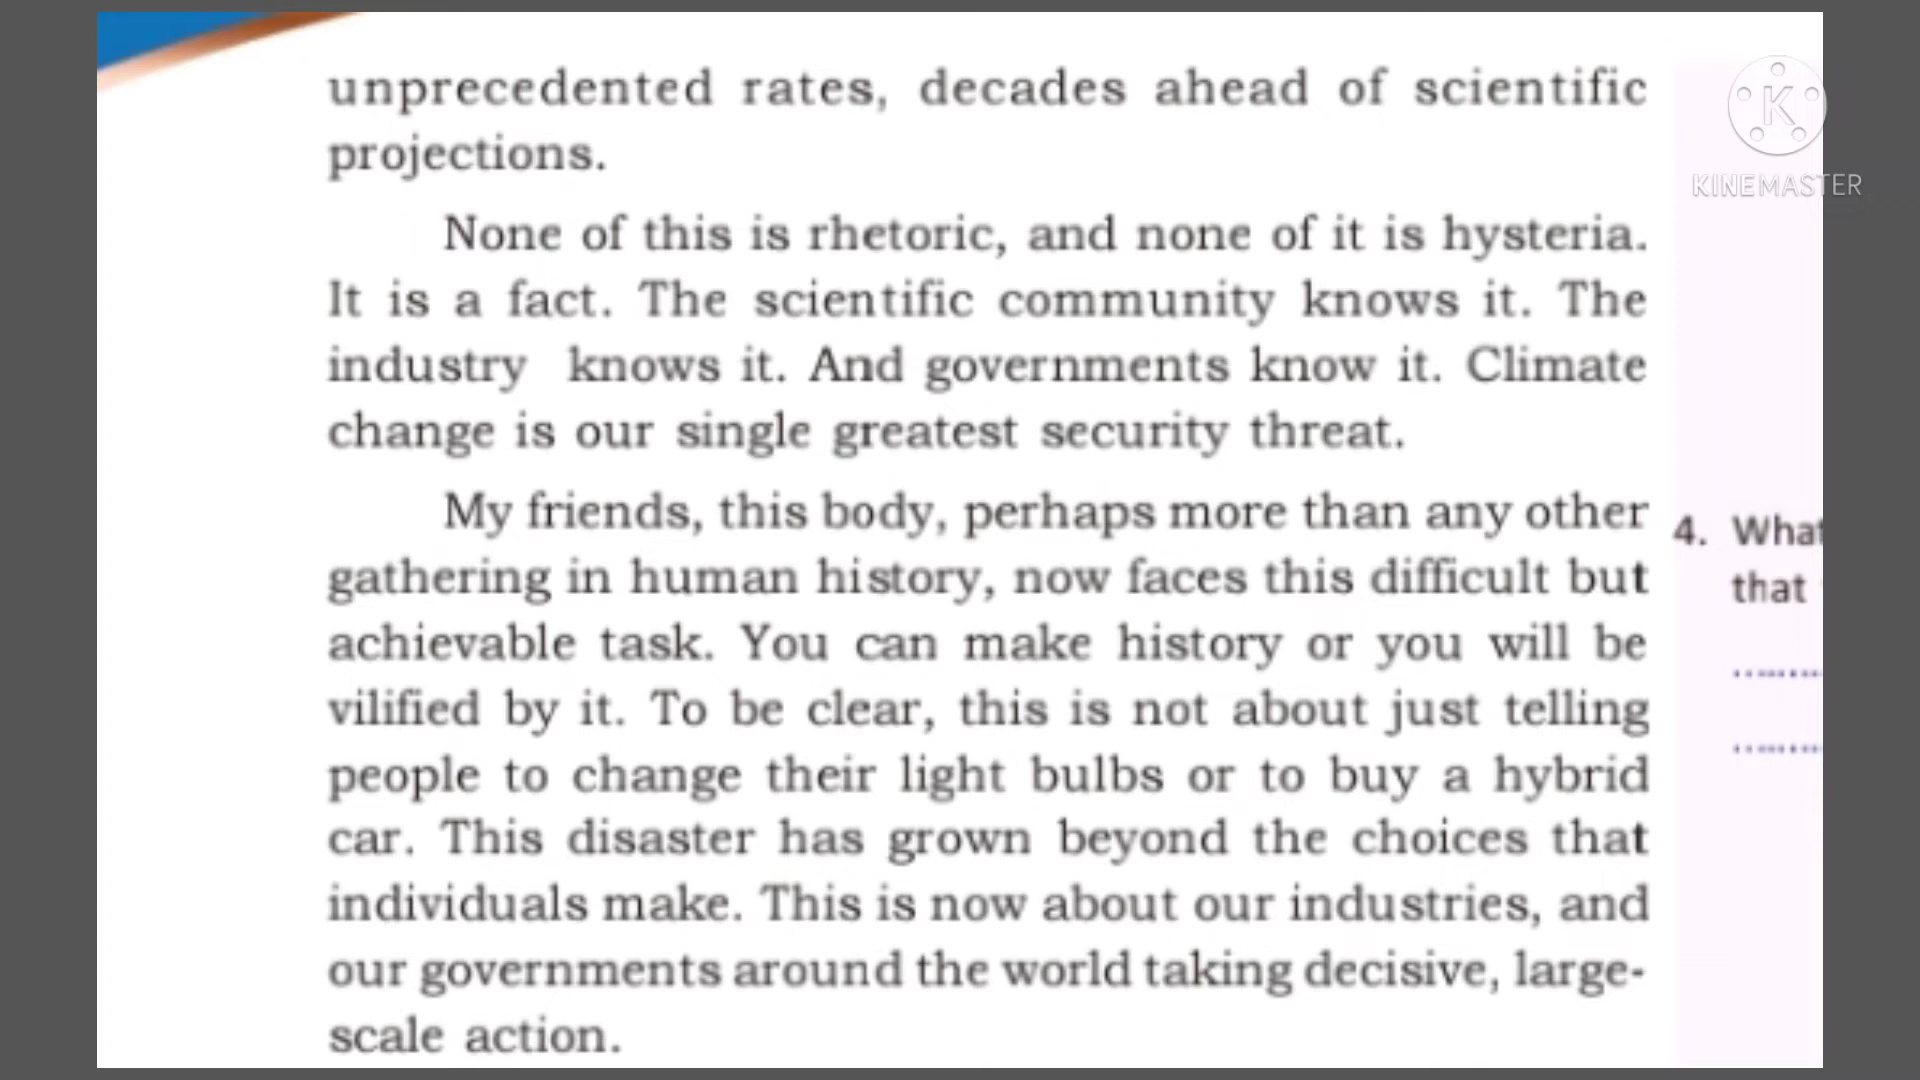 unprecedented rates, decades ahead of scientific
projections.
None of this is rhetoric, and none of it is hysteria.
It is a fact. The scientific community knows it. The
industry knows it. And governments know it. Climate
change is our single greatest security threat.
My friends, this body, perhaps more than any other
gathering in human history, now faces this difficult but
achievable task. You can make history or you will be
vilified by it. To be clear, this is not about just telling
people to change their light bulbs or to buy a hybrid
car. This disaster has grown beyond the choices that
individuals make. This is now about our industries, and
our governments around the world taking decisive, large-
scale action.
K
KINEMASTER
4. What
that